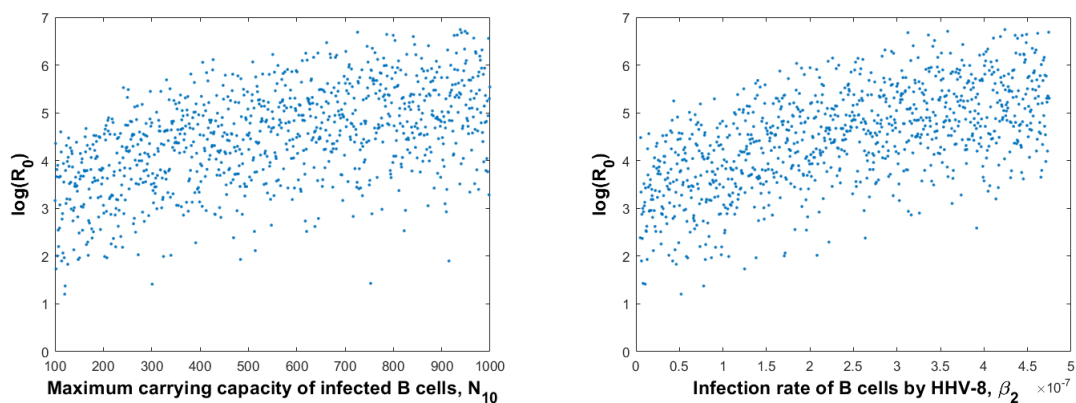 7
6
5
4
3
2
1
0
log(R0)
100 200 300 400 500 600 700 800 900 1000
Maximum carrying capacity of infected B cells, N10
7
6
5
4
3
2
1
0
log(R0)
0 0.5 1 1.5 2 2.5 3 3.5 4 4.5 5
Infection rate of B cells by HHV-8, β2 ×10-7